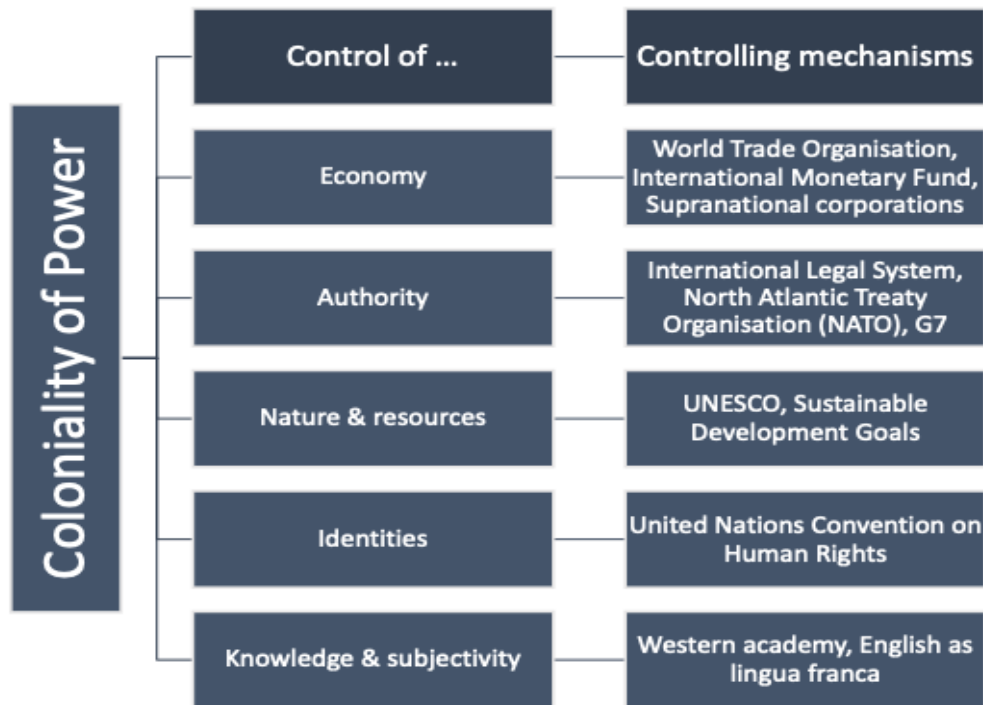 Coloniality of Power
Control of ...
Controlling mechanisms
Economy
World Trade Organisation,
International Monetary Fund,
Supranational corporations
Authority
International Legal System,
North Atlantic Treaty
Organisation (NATO), G7
Nature & resources
UNESCO, Sustainable
Development Goals
Identities
United Nations Convention on
Human Rights
Knowledge & subjectivity
Western academy, English as
lingua franca